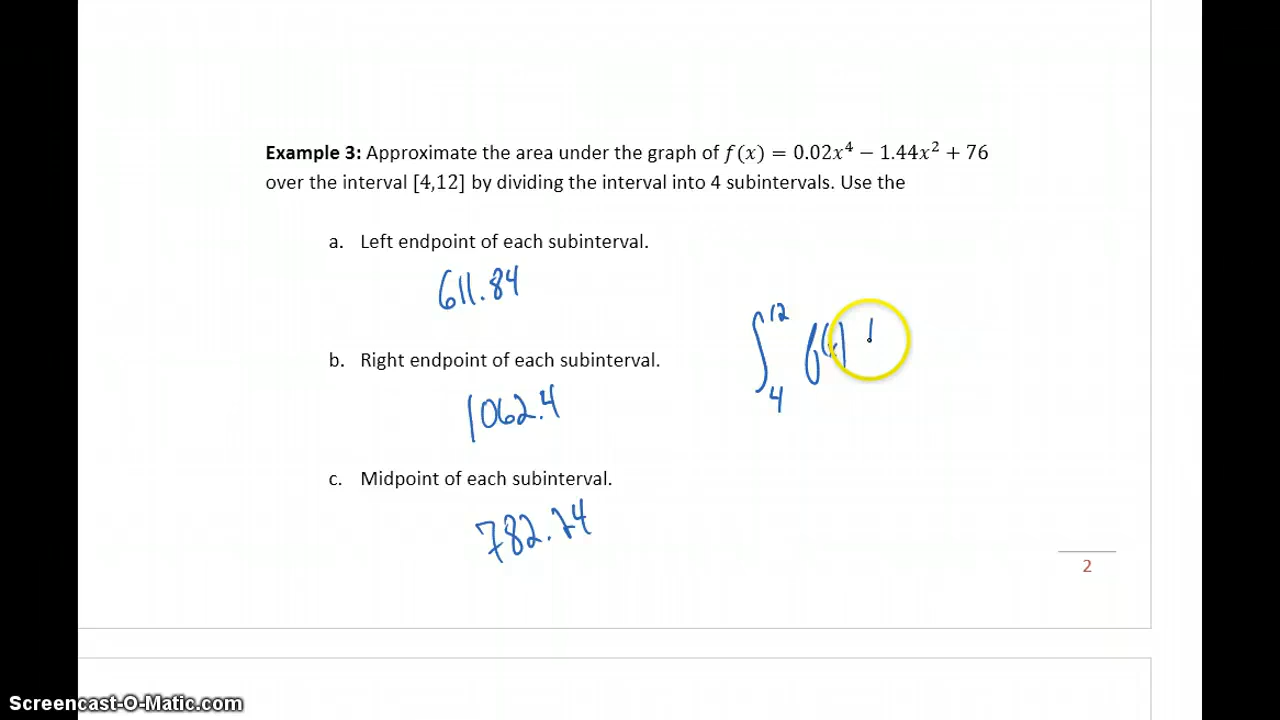 Example 3: Approximate the area under the graph of f(x) = 0.02x⁴ − 1.44x² + 76
over the interval [4,12] by dividing the interval into 4 subintervals. Use the
a. Left endpoint of each subinterval.
611.84
b. Right endpoint of each subinterval.
1062.4
c. Midpoint of each subinterval.
782.24
∫₄¹² f(x)
2
Screencast-O-Matic.com